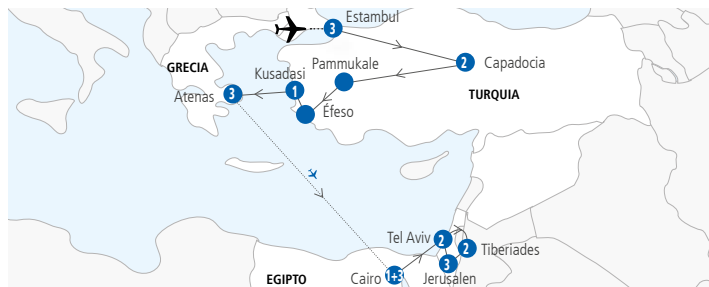 Estambul
3
GRECIA
Kusadasi
Pammukale
2
Capadocia
Atenas
3
1
TURQUIA
Éfeso
Tel Aviv
2
2
Tiberiades
EGIPTO
Cairo
1+3
3
Jerusalen